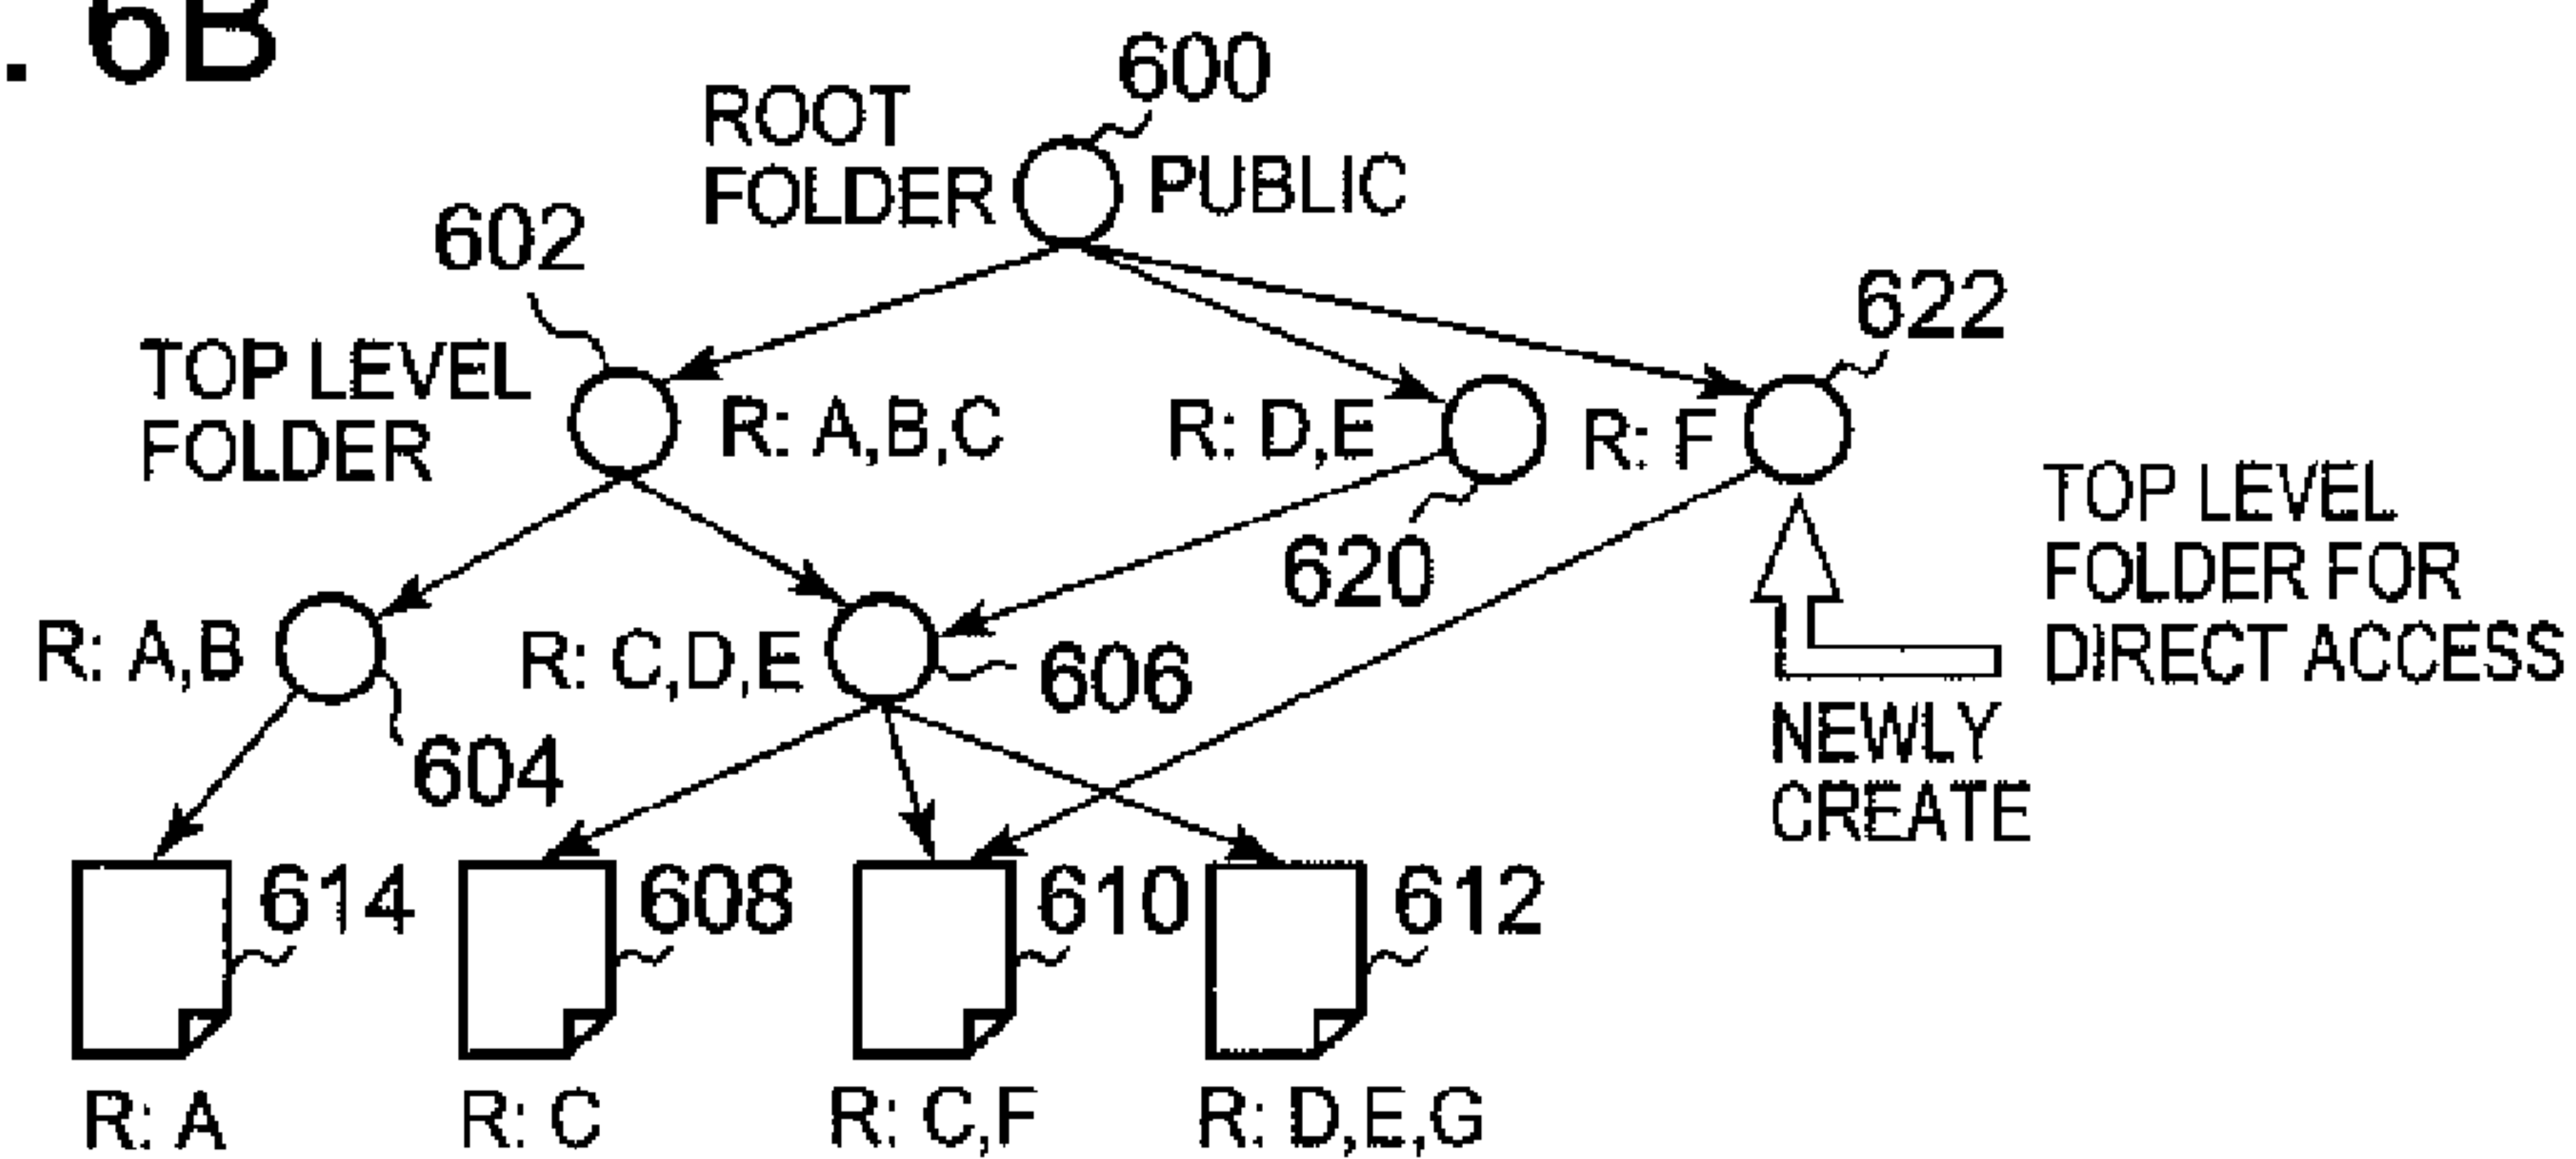 . 6B
600
ROOT
FOLDER
PUBLIC
602
622
TOP LEVEL
FOLDER
R: A,B,C
R: D,E
R: F
TOP LEVEL
FOLDER FOR
DIRECT ACCESS
620
R: A,B
R: C,D,E
606
NEWLY
CREATE
604
614
608
610
612
R: A
R: C
R: C,F
R: D,E,G